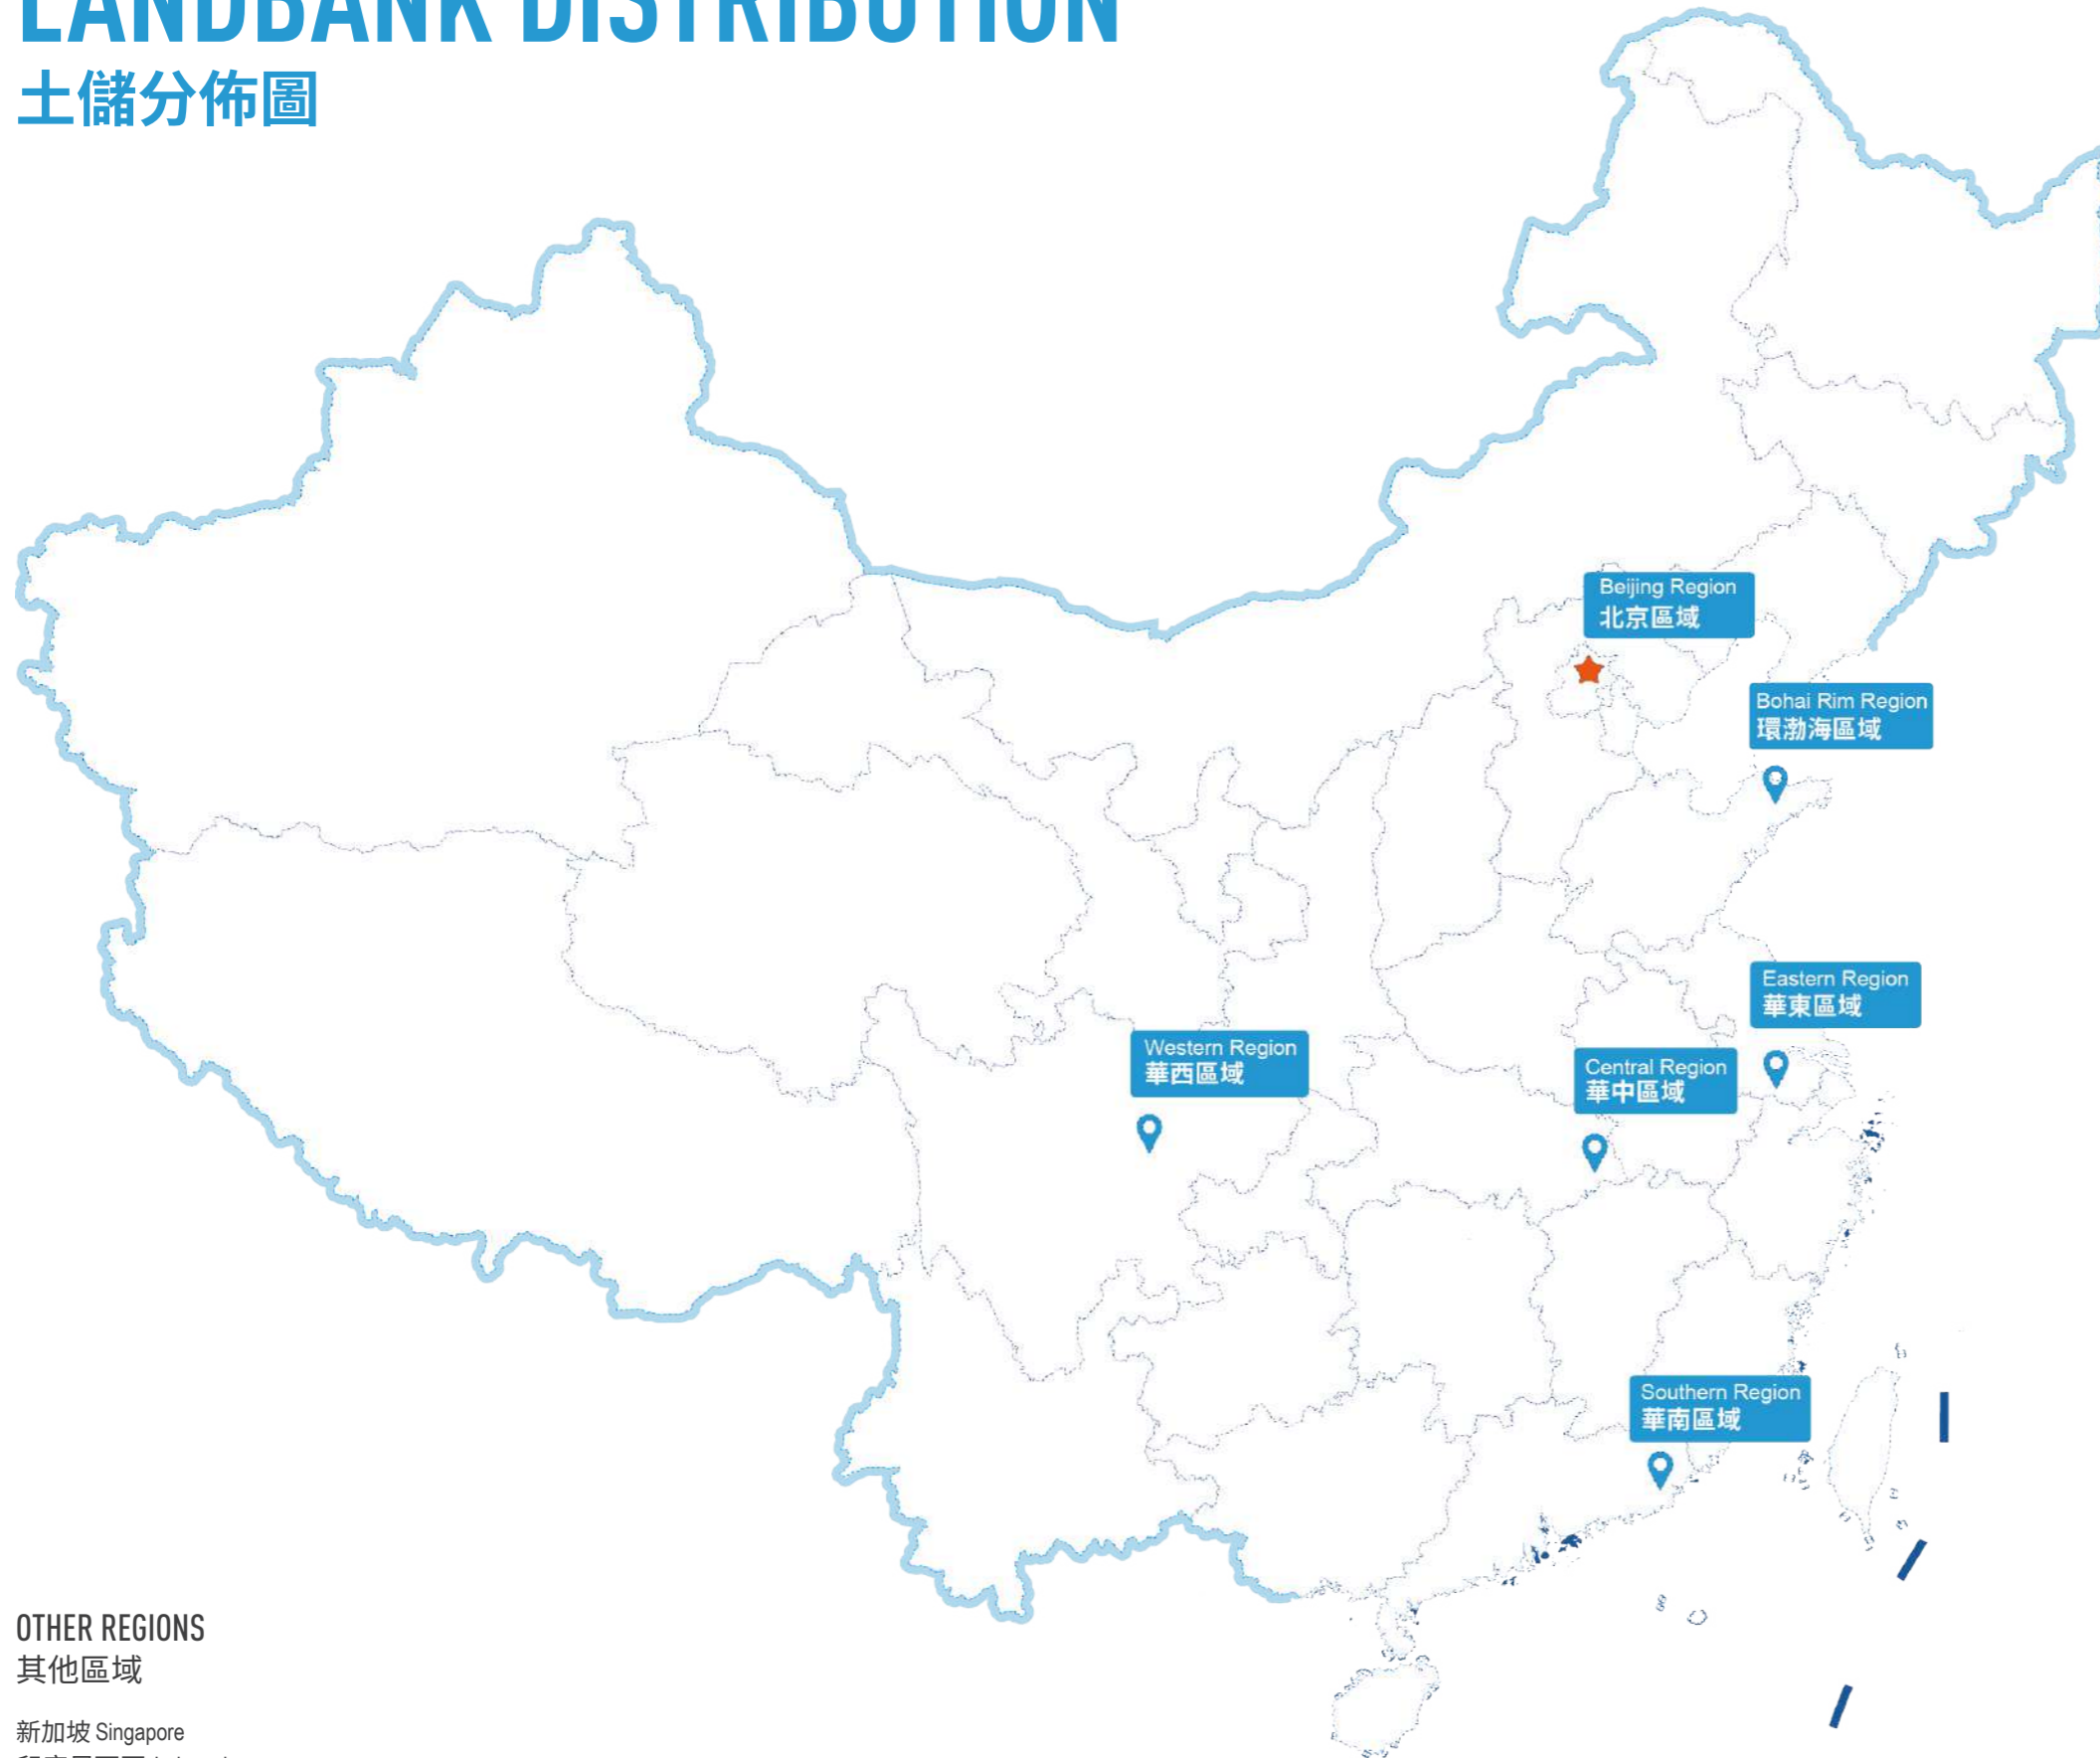 LANDBANK DISTRIBUTION
土儲分佈圖
Beijing Region
北京區域
Bohai Rim Region
環渤海區域
Eastern Region
華東區域
Western Region
華西區域
Central Region
華中區域
Southern Region
華南區域
OTHER REGIONS
其他區域
新加坡 Singapore